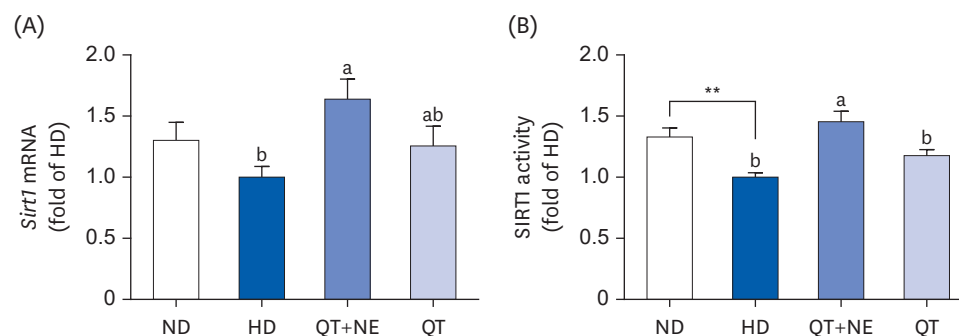 (A)
Sirt1 mRNA
(fold of HD)
2.0
1.5
1.0
0.5
0
b
a
ab
ND HD QT+NE QT
(B)
SIRT1 activity
(fold of HD)
2.0
1.5
1.0
0.5
0
**
b
a
b
ND HD QT+NE QT